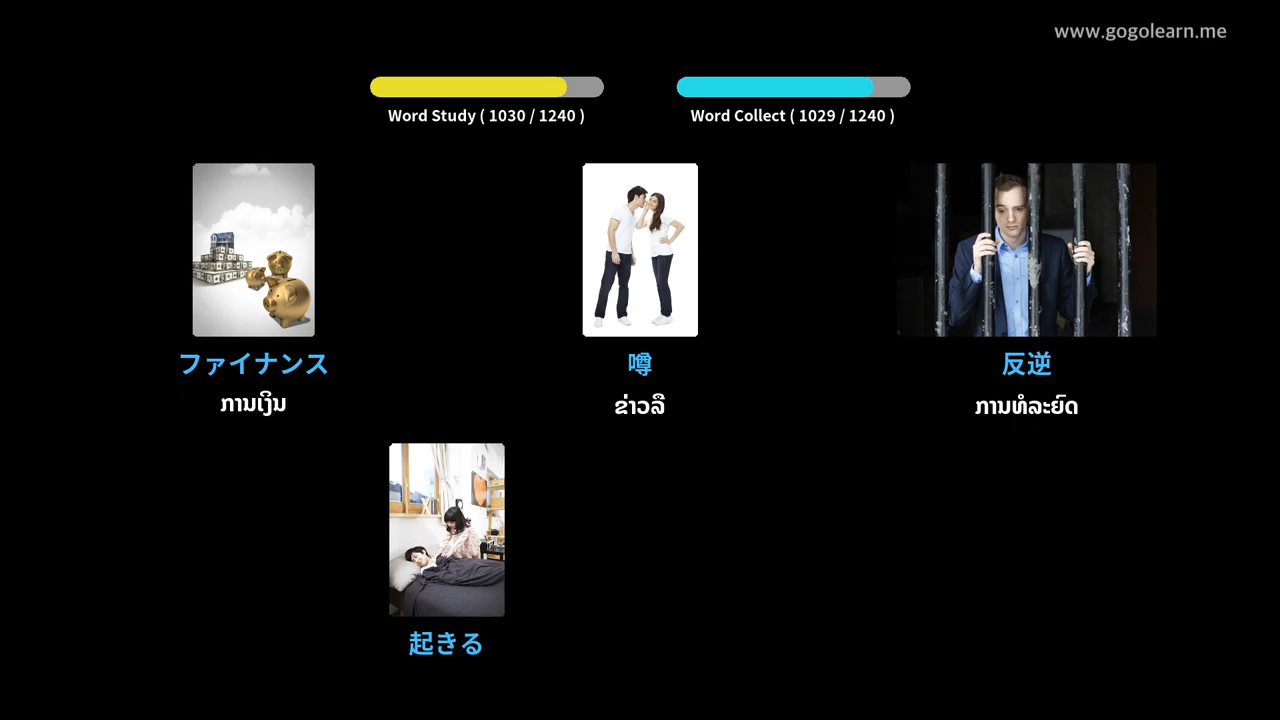 www.gogolearn.me
Word Study ( 1030 / 1240 )
Word Collect ( 1029 / 1240 )
ファイナンス
ການເງິນ
噂
ຂ່າວລື
反逆
ການທໍລະຍົດ
起きる